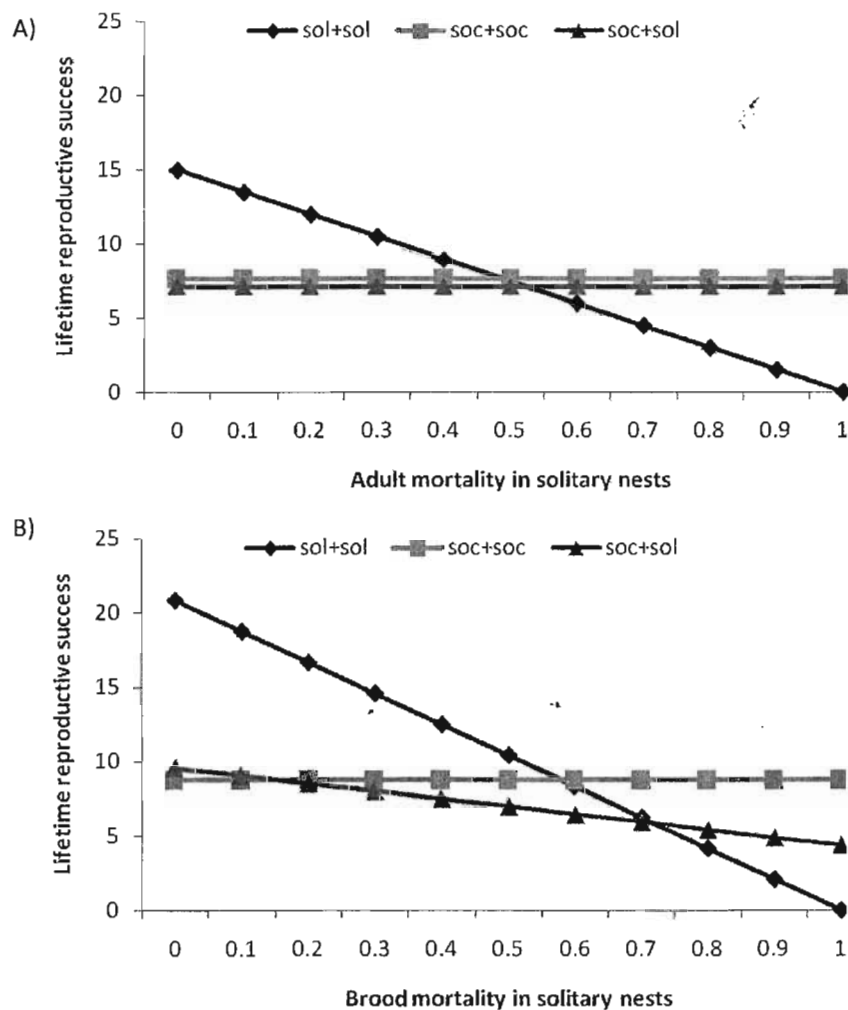 A)
sol+sol soc+soc soc+sol
25
20
15
10
5
0
Lifetime reproductive success
0 0.1 0.2 0.3 0.4 0.5 0.6 0.7 0.8 0.9 1
Adult mortality in solitary nests
B)
sol+sol soc+soc soc+sol
25
20
15
10
5
0
Lifetime reproductive success
0 0.1 0.2 0.3 0.4 0.5 0.6 0.7 0.8 0.9 1
Brood mortality in solitary nests